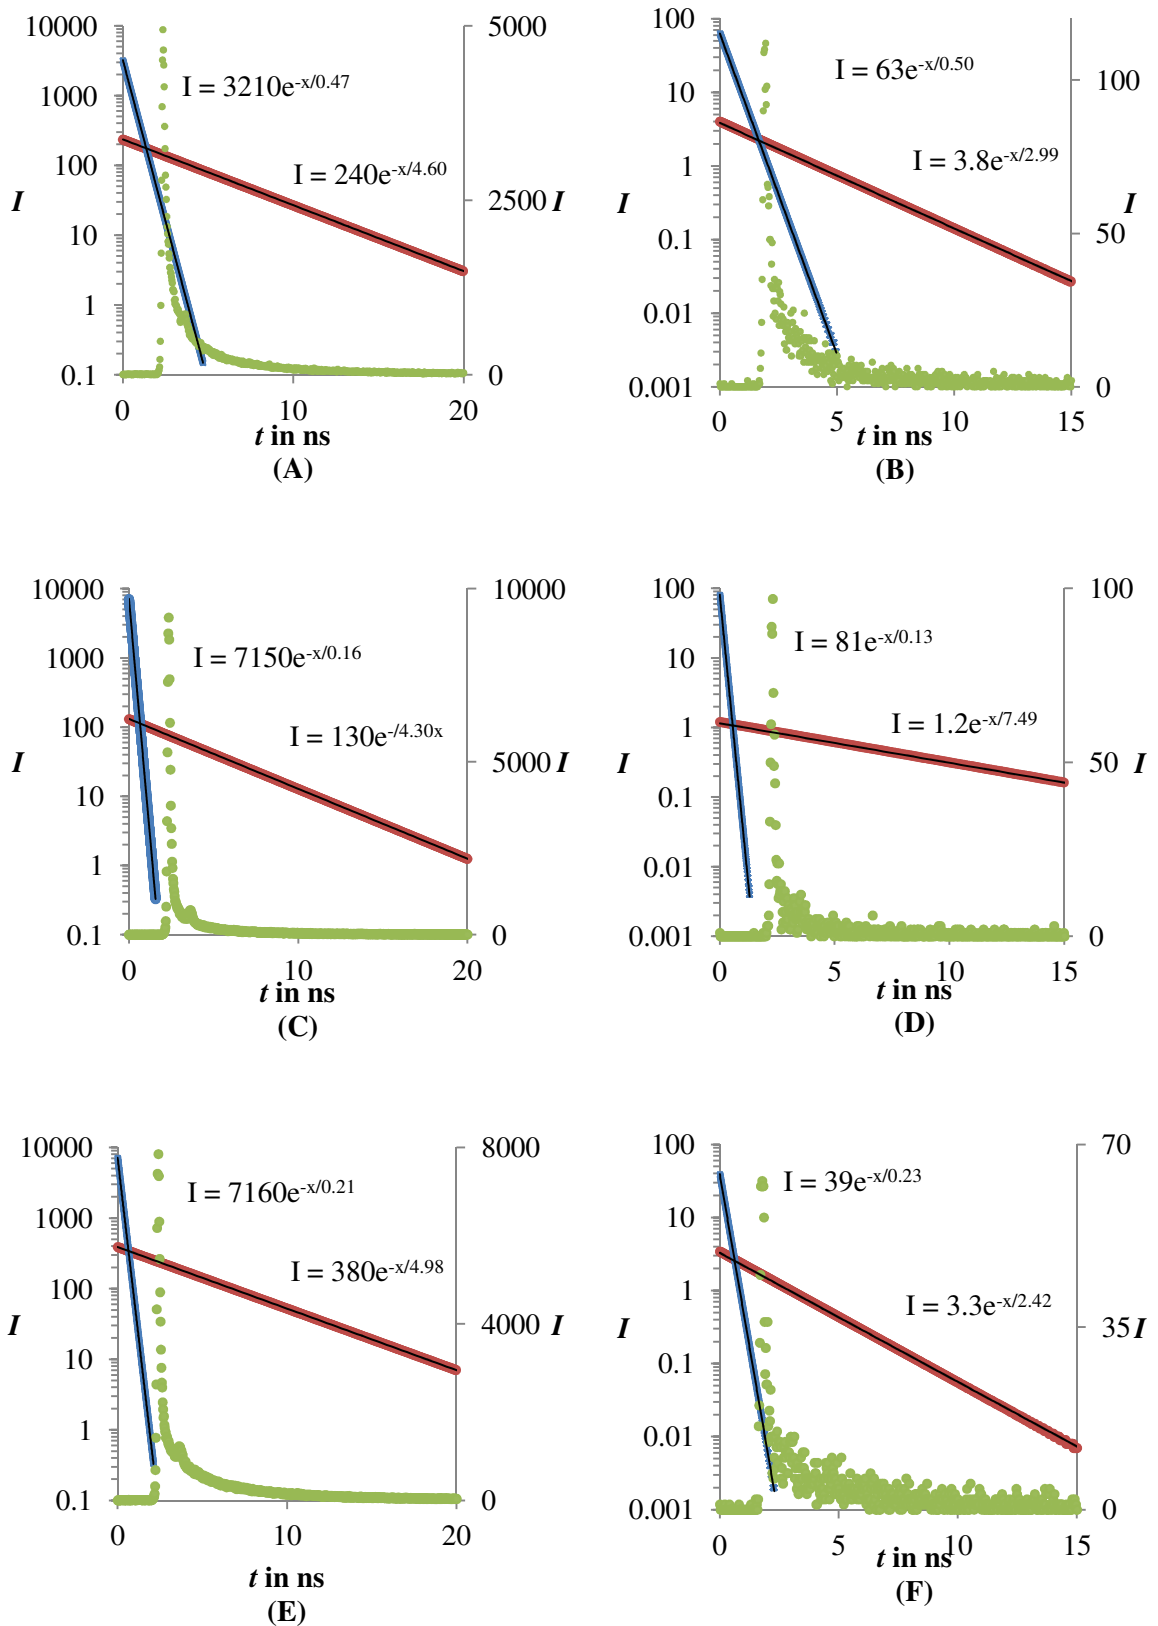 10000 5000
I = 3210e^-x/0.47
1000
100
I = 240e^-x/4.60
I 2500 I
10
1
0.1 0
0 10 20
t in ns
(A)
100
I = 63e^-x/0.50
100
10
I = 3.8e^-x/2.99
1
I I
0.1 50
0.01
0.001 0
0 5 10 15
t in ns
(B)
10000 10000
I = 7150e^-x/0.16
1000
100
I = 130e^-/4.30x
I 5000 I
10
1
0.1 0
0 10 20
t in ns
(C)
100 100
I = 81e^-x/0.13
10
I = 1.2e^-x/7.49
1
I 50 I
0.1
0.01
0.001 0
0 5 10 15
t in ns
(D)
10000 8000
I = 7160e^-x/0.21
1000
I = 380e^-x/4.98
100
I 4000 I
10
1
0.1 0
0 10 20
t in ns
(E)
100 70
I = 39e^-x/0.23
10
1
I = 3.3e^-x/2.42
I 35 I
0.1
0.01
0.001 0
0 5 10 15
t in ns
(F)